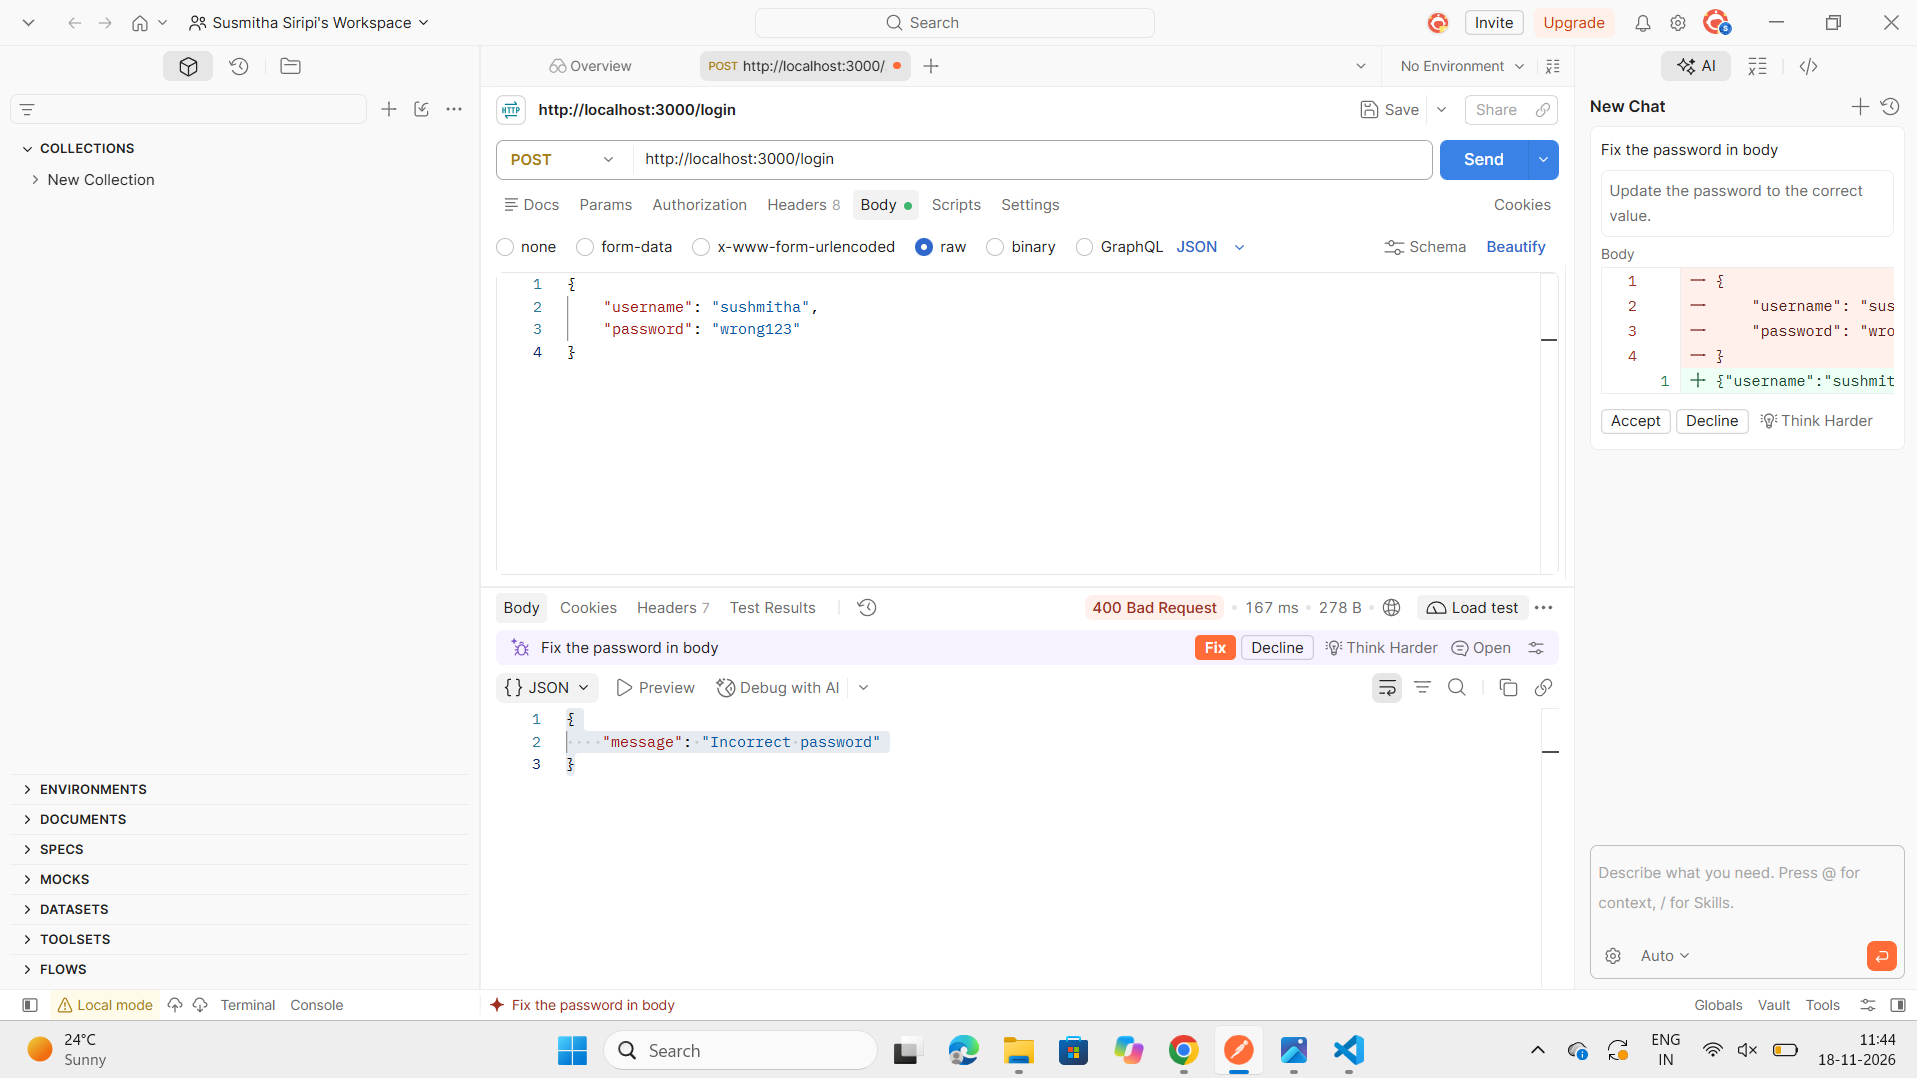 Susmitha Siripi's Workspace
Search
Invite
Upgrade
S
Overview
POST http://localhost:3000/
No Environment
AI
HTTP http://localhost:3000/login
Save
Share
New Chat
COLLECTIONS
New Collection
POST
http://localhost:3000/login
Send
Fix the password in body
Update the password to the correct
value.
Docs
Params
Authorization
Headers 8
Body
Scripts
Settings
Cookies
none
form-data
x-www-form-urlencoded
raw
binary
GraphQL
JSON
Schema
Beautify
1 {
2 "username": "sushmitha",
3 "password": "wrong123"
4 }
Body
1 — {
2 — "username": "sus
3 — "password": "wro
4 — }
1 + {"username":"sushmit
Accept
Decline
Think Harder
Body
Cookies
Headers 7
Test Results
400 Bad Request
167 ms
278 B
Load test
Fix the password in body
Fix
Decline
Think Harder
Open
{} JSON
Preview
Debug with AI
1 {
2 "message": "Incorrect password"
3 }
ENVIRONMENTS
DOCUMENTS
SPECS
MOCKS
DATASETS
TOOLSETS
FLOWS
Describe what you need. Press @ for
context, / for Skills.
Auto
Local mode
Terminal
Console
Fix the password in body
Globals
Vault
Tools
24°C
Sunny
Search
ENG
IN
11:44
18-11-2026